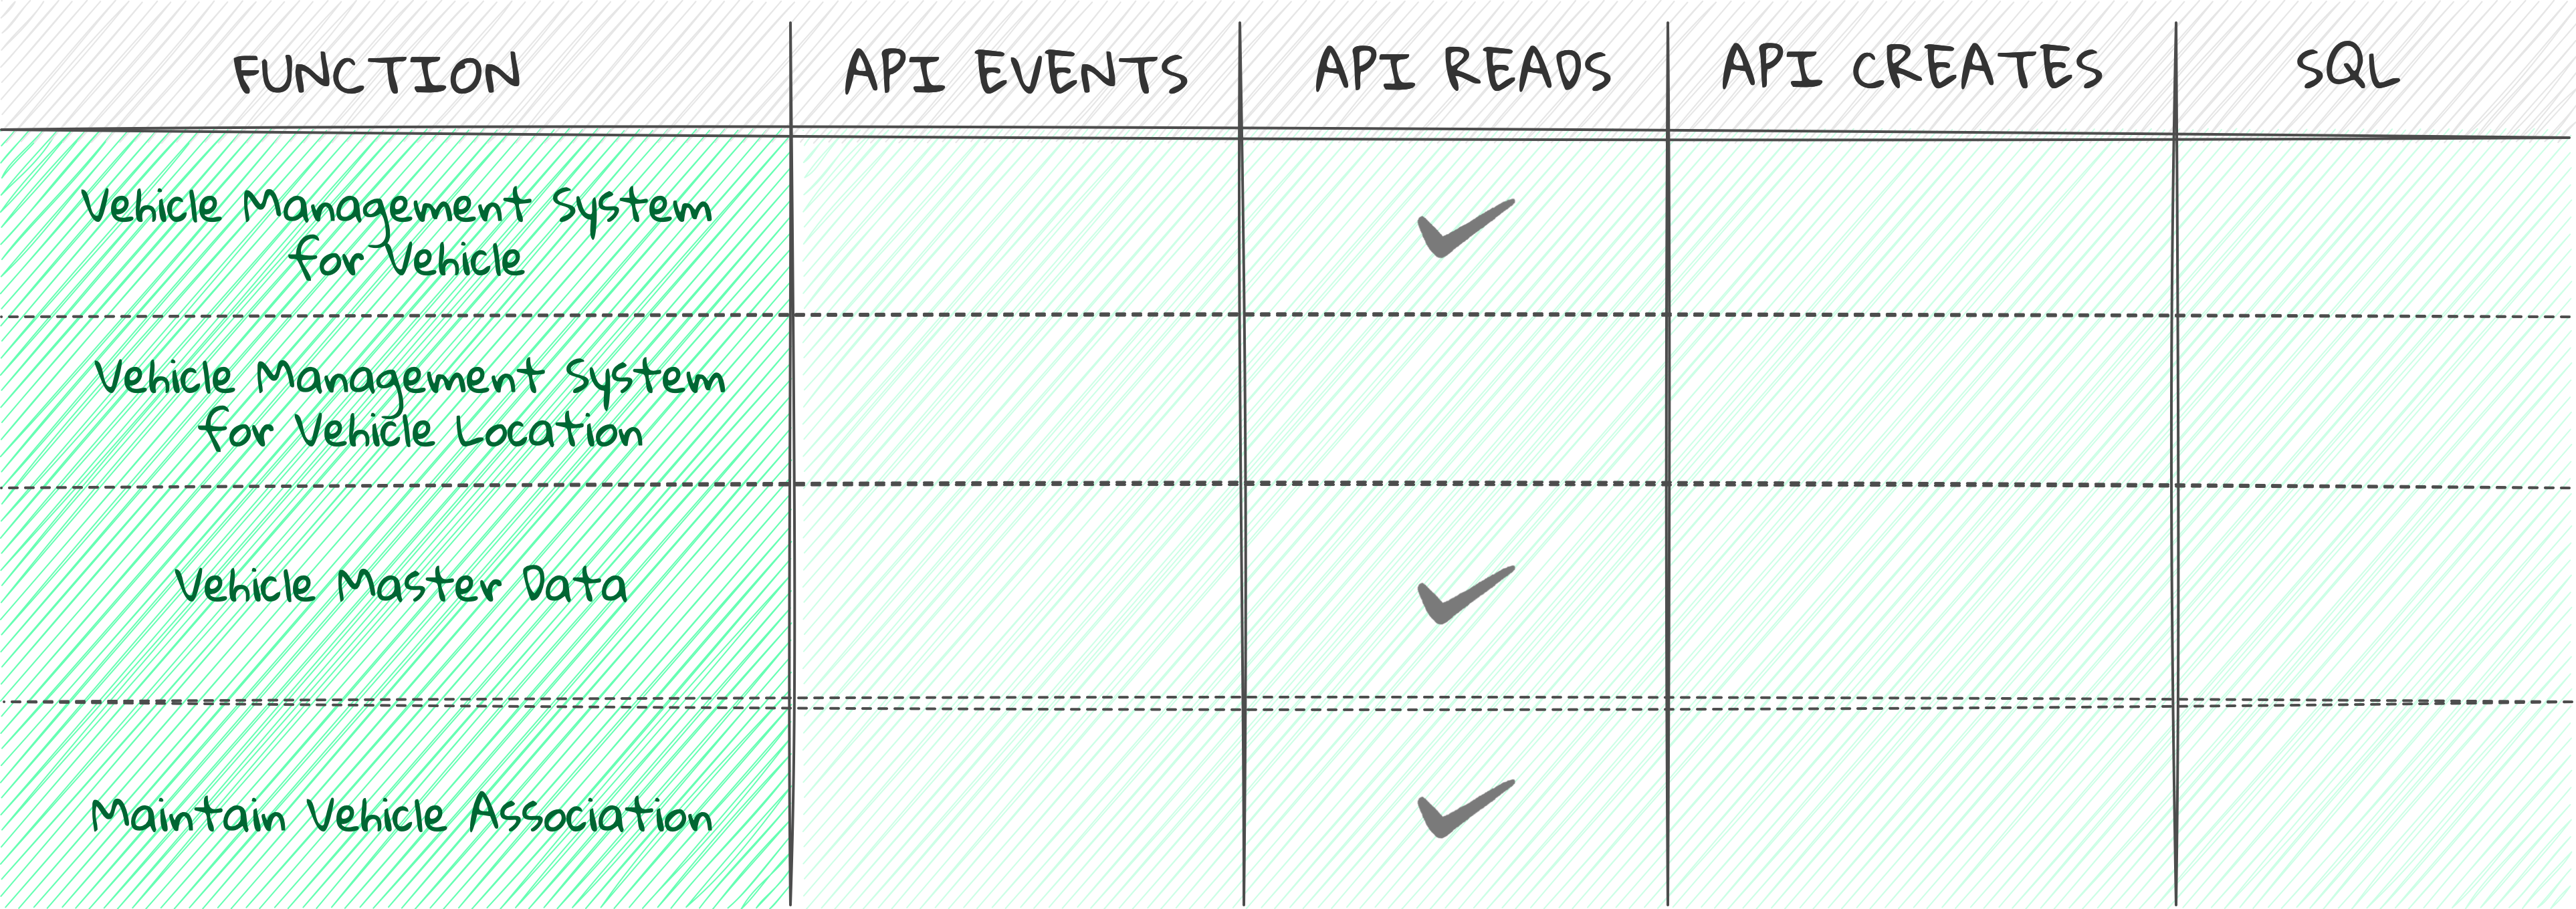 FUNCTION API EVENTS API READS API CREATES SQL
Vehicle Management System
for Vehicle
Vehicle Management System
for Vehicle Location
Vehicle Master Data
Maintain Vehicle Association